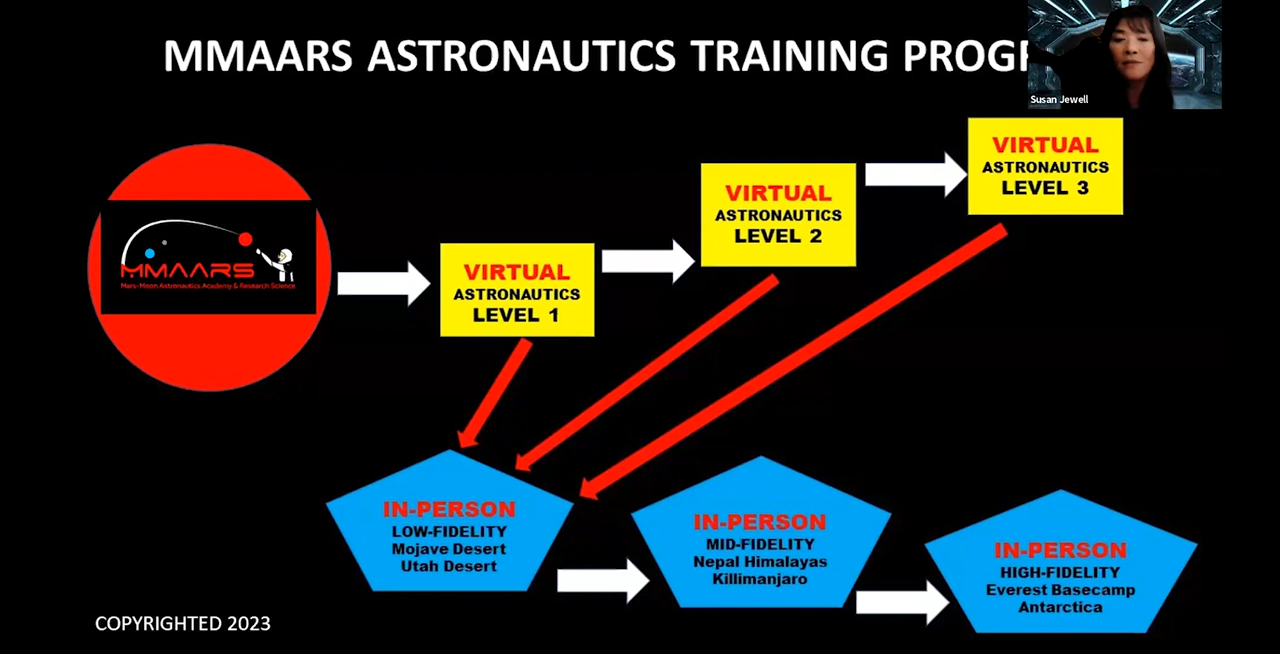 MMAARS ASTRONAUTICS TRAINING PROG
Susan Jewell
VIRTUAL
ASTRONAUTICS
LEVEL 3
VIRTUAL
ASTRONAUTICS
LEVEL 2
VIRTUAL
ASTRONAUTICS
LEVEL 1
MMAARS
Mars-Moon Astronautics Academy & Research Science
IN-PERSON
LOW-FIDELITY
Mojave Desert
Utah Desert
IN-PERSON
MID-FIDELITY
Nepal Himalayas
Killimanjaro
IN-PERSON
HIGH-FIDELITY
Everest Basecamp
Antarctica
COPYRIGHTED 2023